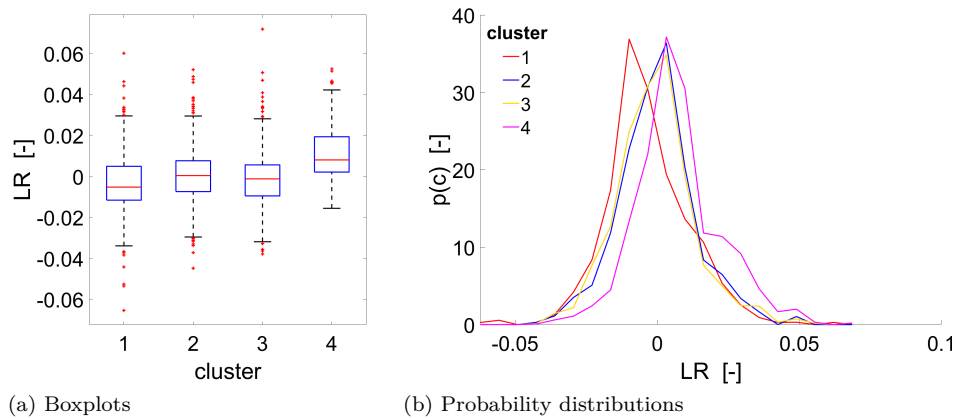 0.06
0.04
0.02
0
-0.02
-0.04
-0.06
LR [-]
1 2 3 4
cluster
(a) Boxplots
40
30
20
10
0
p(c) [-]
cluster
1
2
3
4
-0.05 0 0.05 0.1
LR [-]
(b) Probability distributions